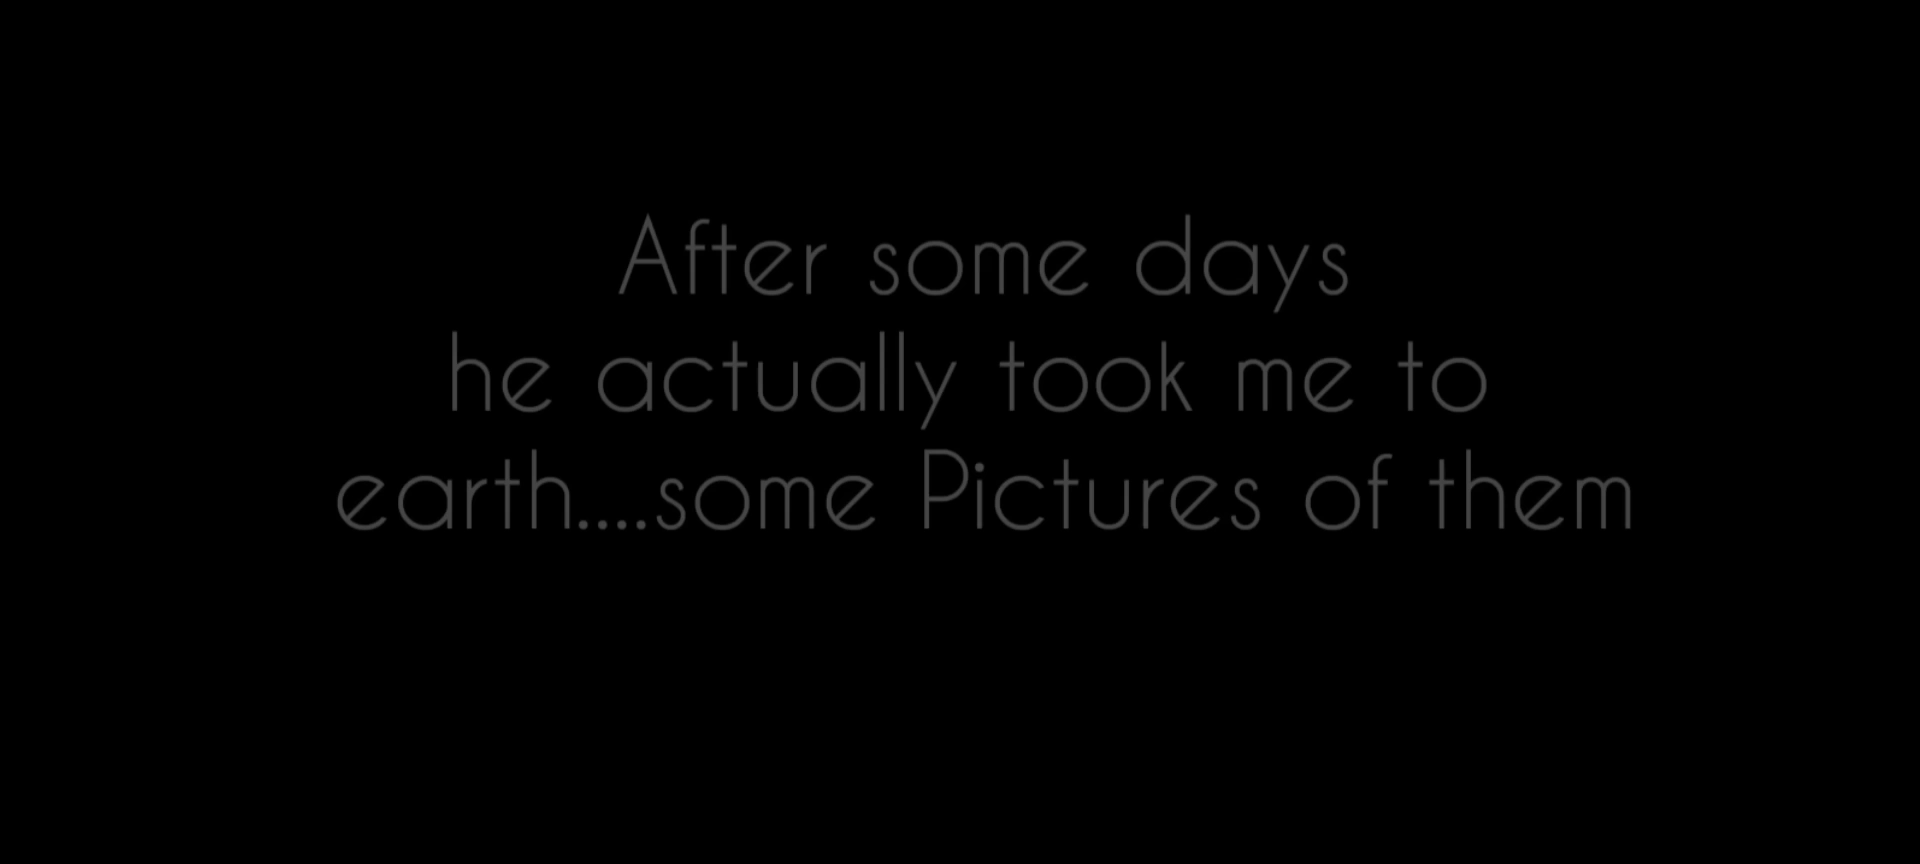 After some days
he actually took me to
earth....some Pictures of them